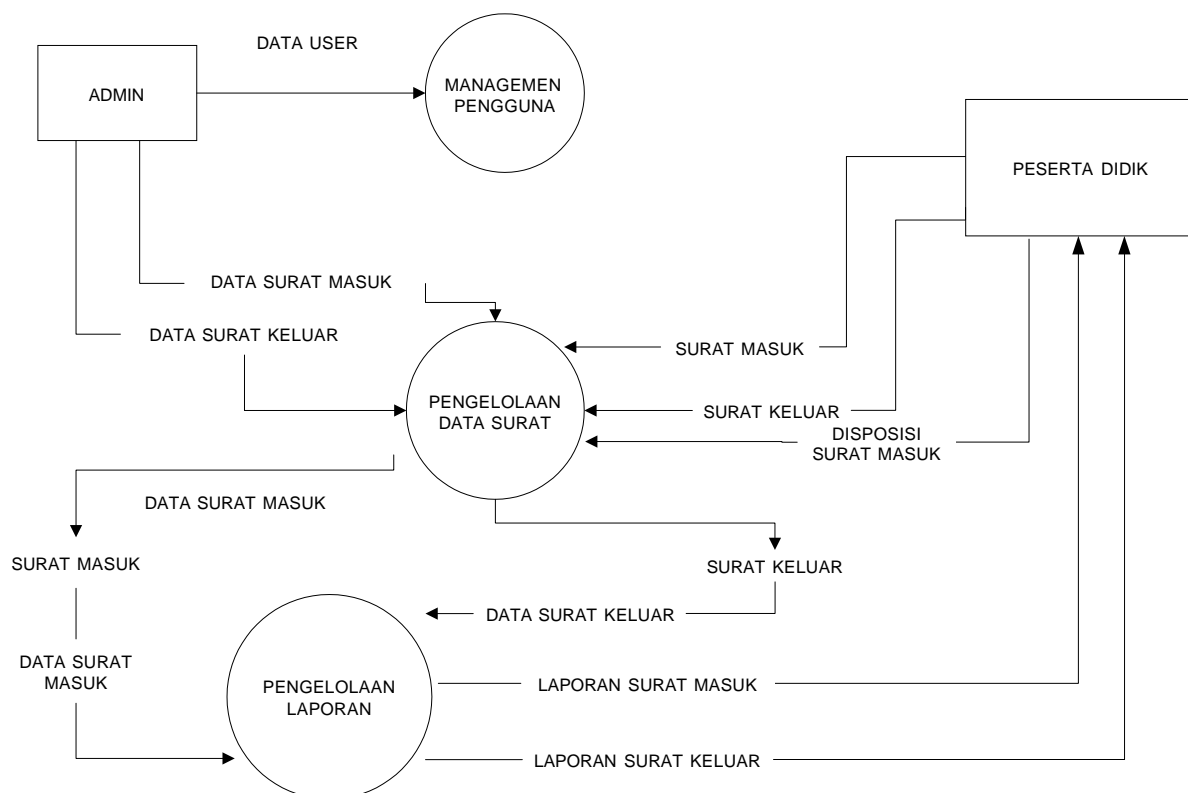 DATA USER
ADMIN
MANAGEMEN
PENGGUNA
PESERTA DIDIK
DATA SURAT MASUK
DATA SURAT KELUAR
SURAT MASUK
PENGELOLAAN
DATA SURAT
SURAT KELUAR
DISPOSISI
SURAT MASUK
DATA SURAT MASUK
SURAT MASUK
SURAT KELUAR
DATA SURAT KELUAR
DATA SURAT
MASUK
PENGELOLAAN
LAPORAN
LAPORAN SURAT MASUK
LAPORAN SURAT KELUAR